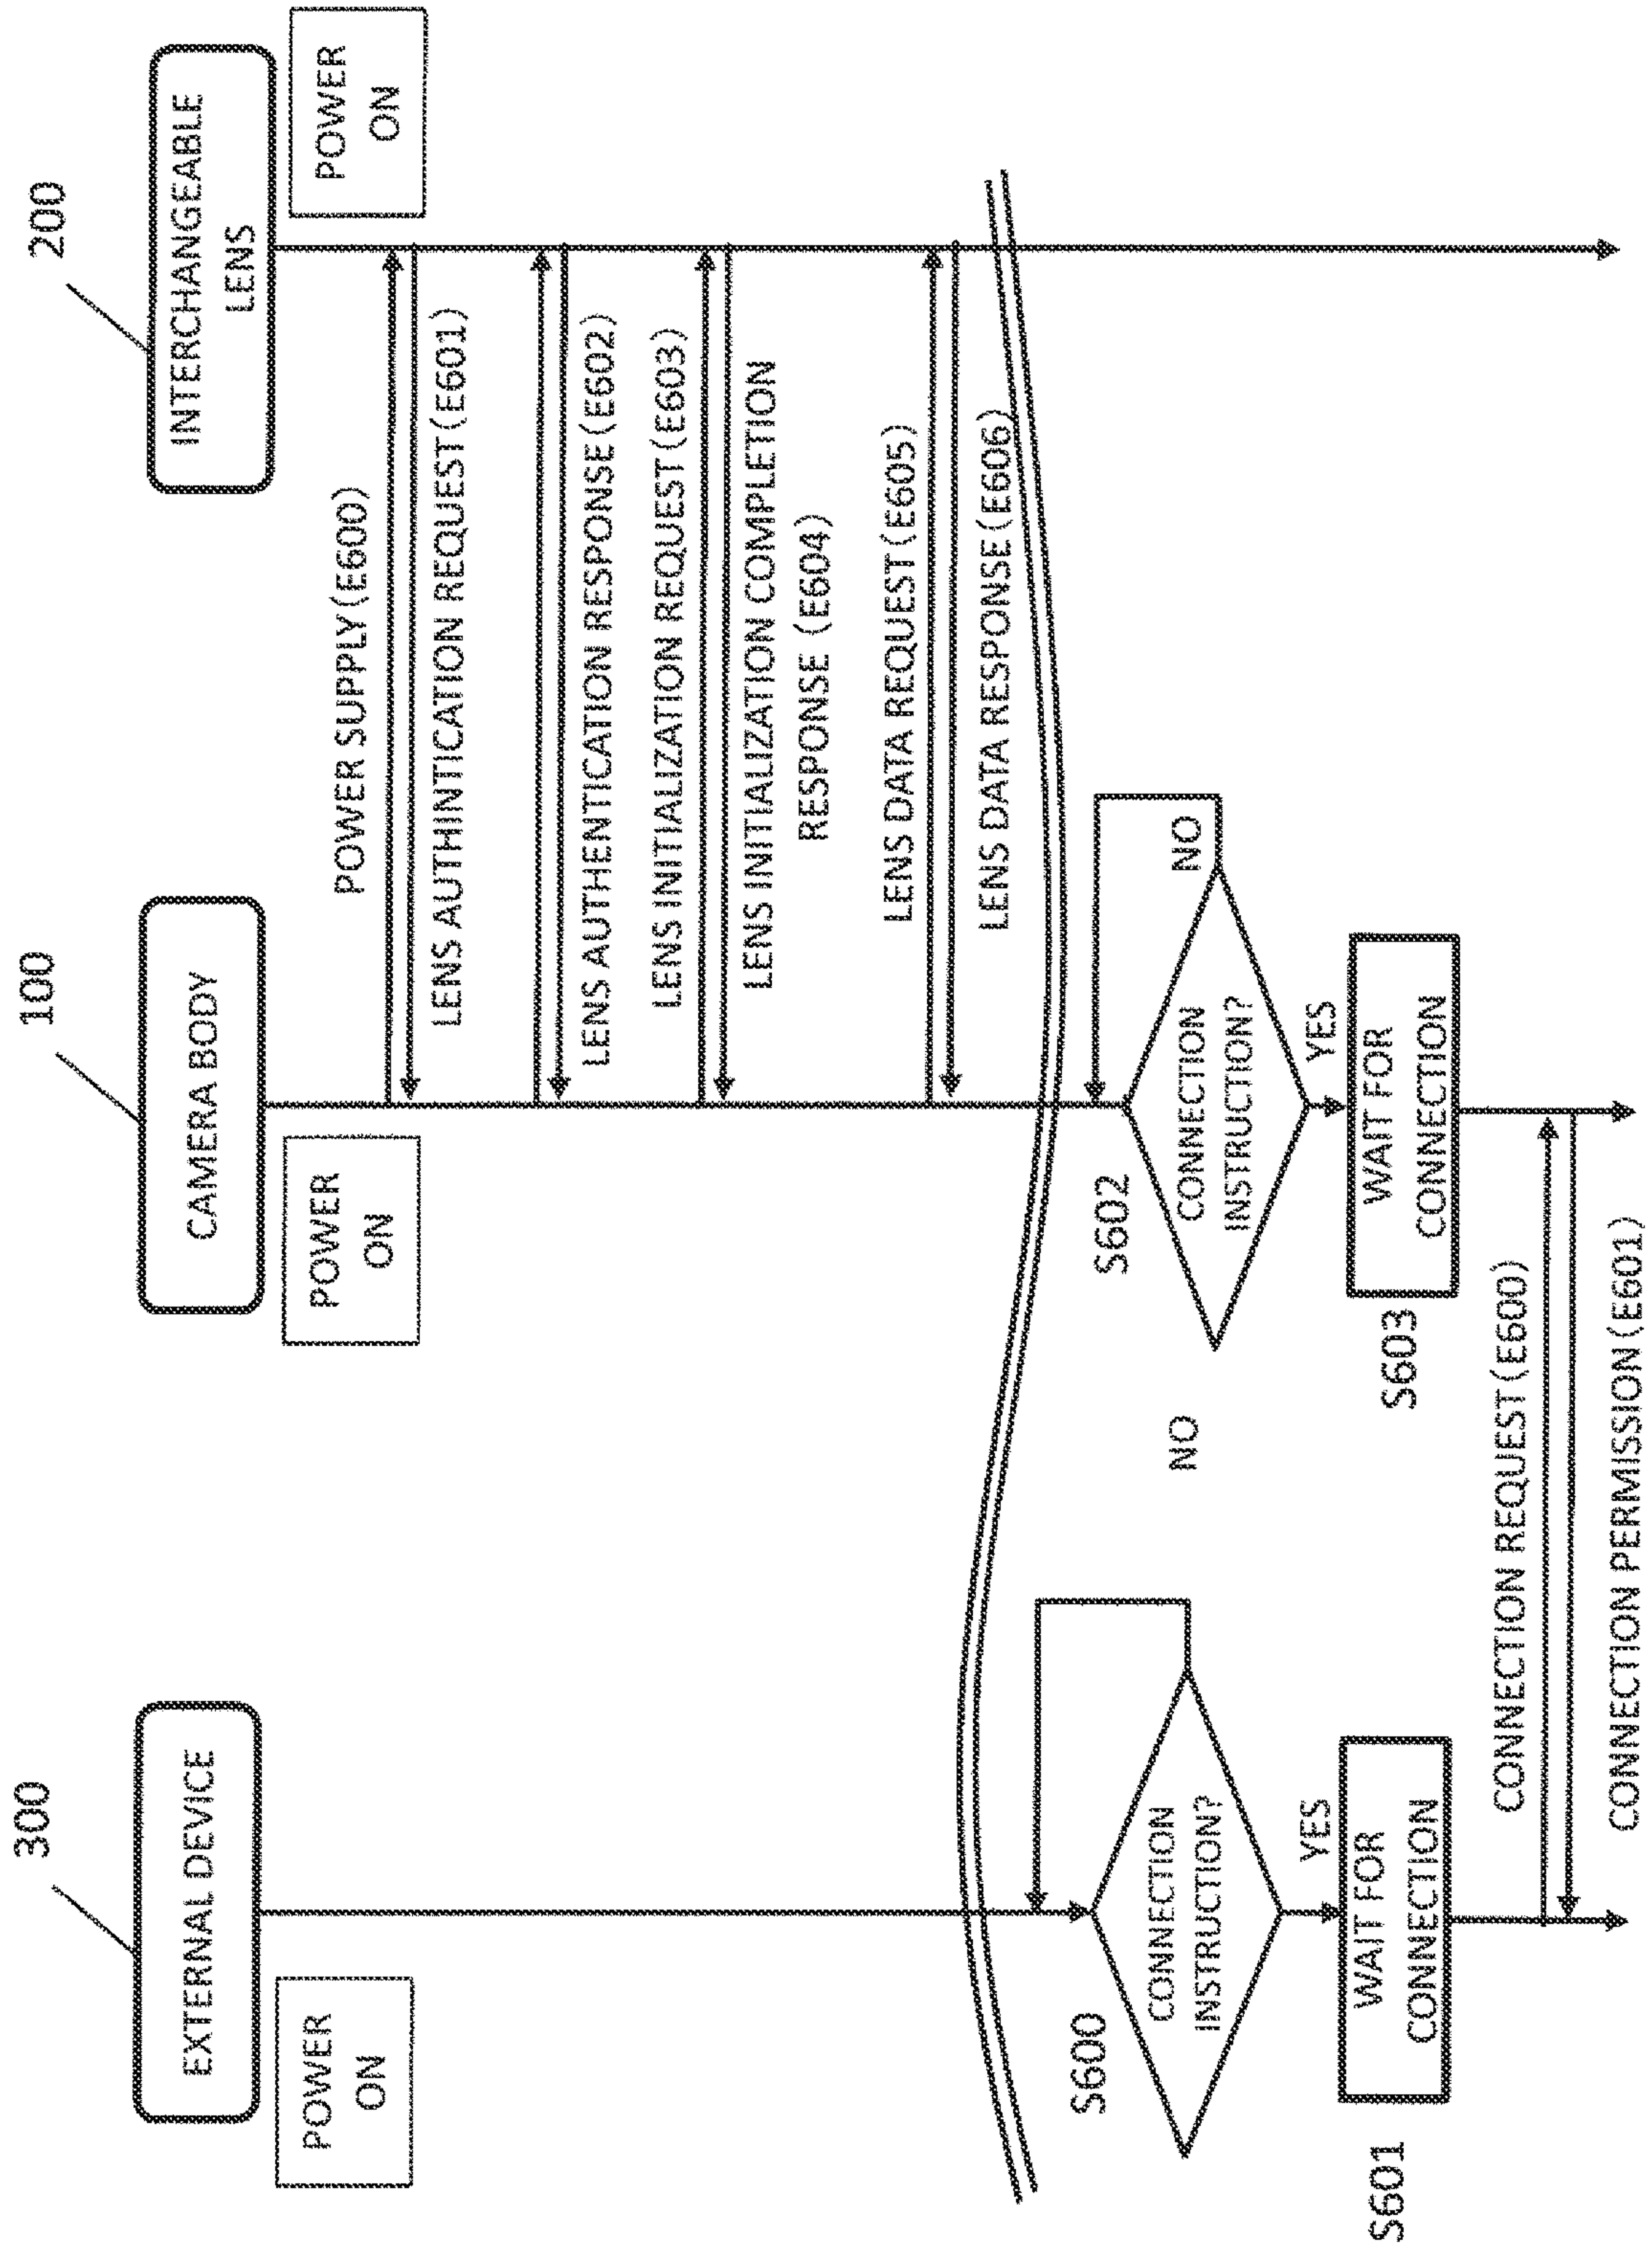 300
100
200
EXTERNAL DEVICE
CAMERA BODY
INTERCHANGEABLE
LENS
POWER
ON
POWER
ON
POWER
ON
POWER SUPPLY(E600)
LENS AUTHINTICATION REQUEST(E601)
LENS AUTHENTICATION RESPONSE(E602)
LENS INITIALIZATION REQUEST(E603)
LENS INITIALIZATION COMPLETION
RESPONSE (E604)
LENS DATA REQUEST(E605)
LENS DATA RESPONSE(E606)
S600
CONNECTION
INSTRUCTION?
NO
YES
S601
WAIT FOR
CONNECTION
S602
CONNECTION
INSTRUCTION?
NO
YES
S603
WAIT FOR
CONNECTION
CONNECTION REQUEST(E600)
CONNECTION PERMISSION(E601)